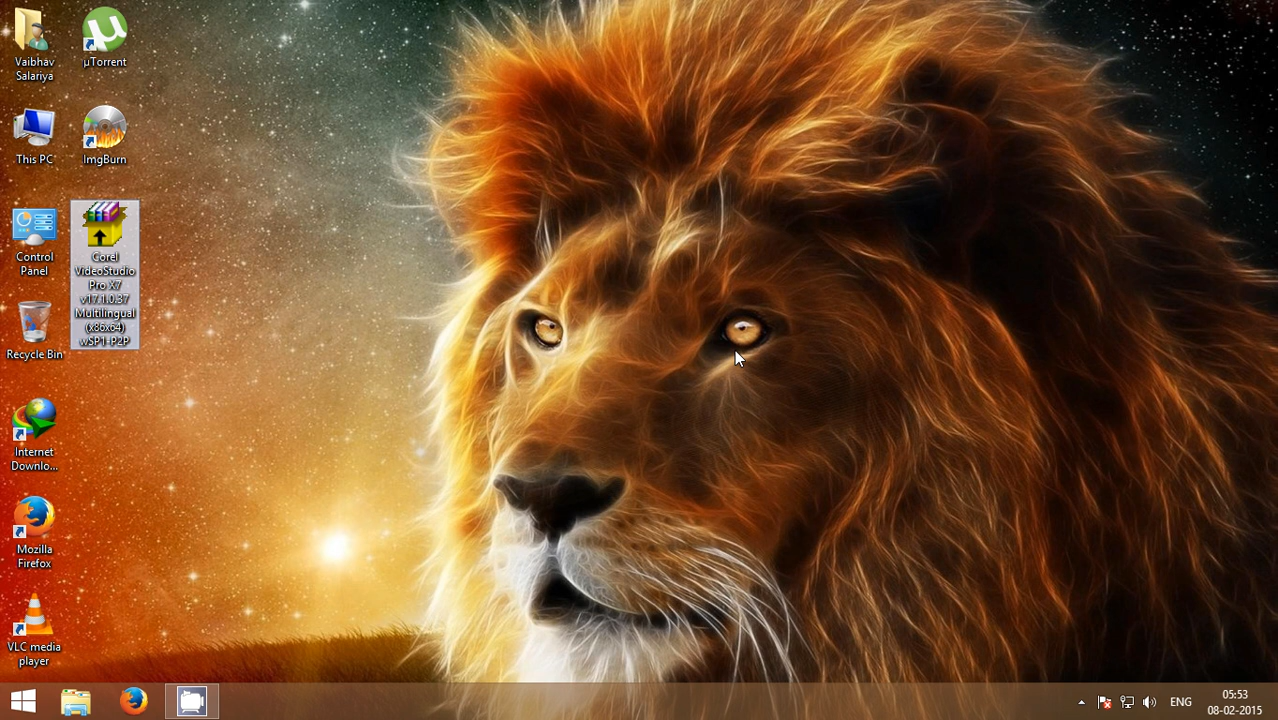 Vaibhav
Salariya
µTorrent
This PC
ImgBurn
Control
Panel
Corel
VideoStudio
Pro X7
v17.1.0.37
Multilingual
(x86x64)
wSP1-P2P
Recycle Bin
Internet
Downlo...
Mozilla
Firefox
VLC media
player
ENG
05:53
08-02-2015